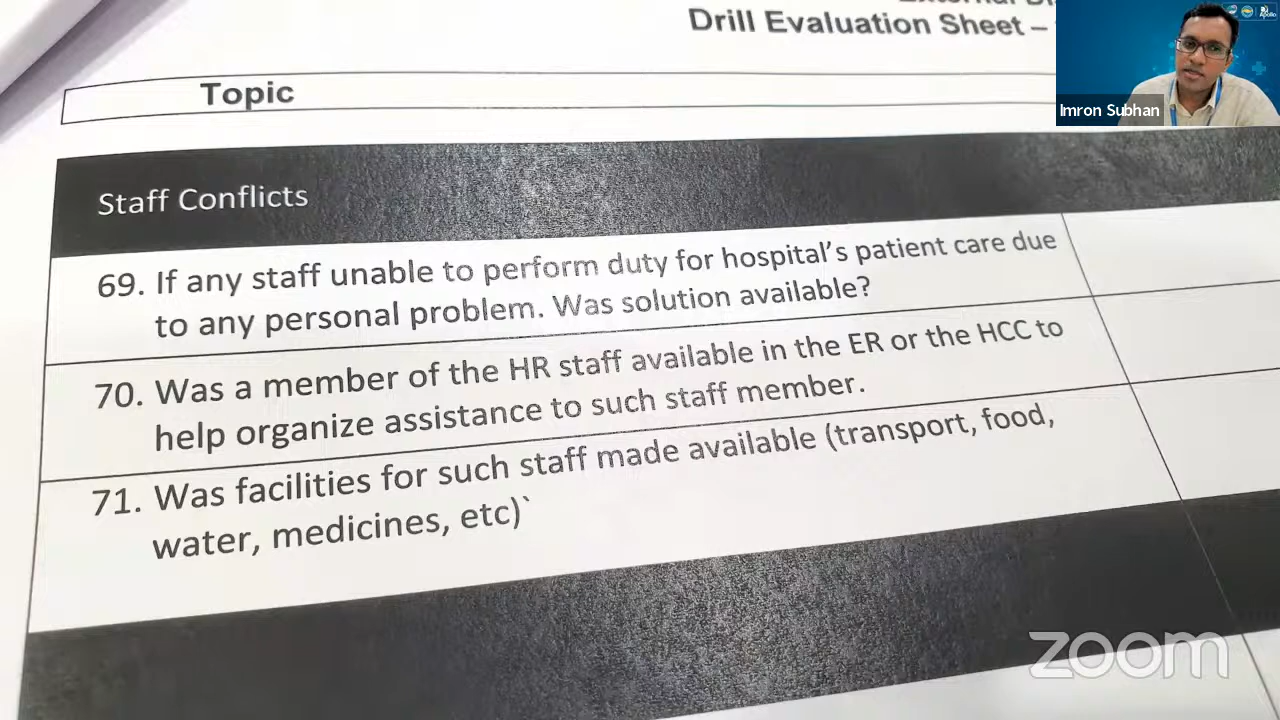 Drill Evaluation Sheet –
Topic
Imron Subhan
Staff Conflicts
69. If any staff unable to perform duty for hospital's patient care due
to any personal problem. Was solution available?
70. Was a member of the HR staff available in the ER or the HCC to
help organize assistance to such staff member.
71. Was facilities for such staff made available (transport, food,
water, medicines, etc)`
zoom